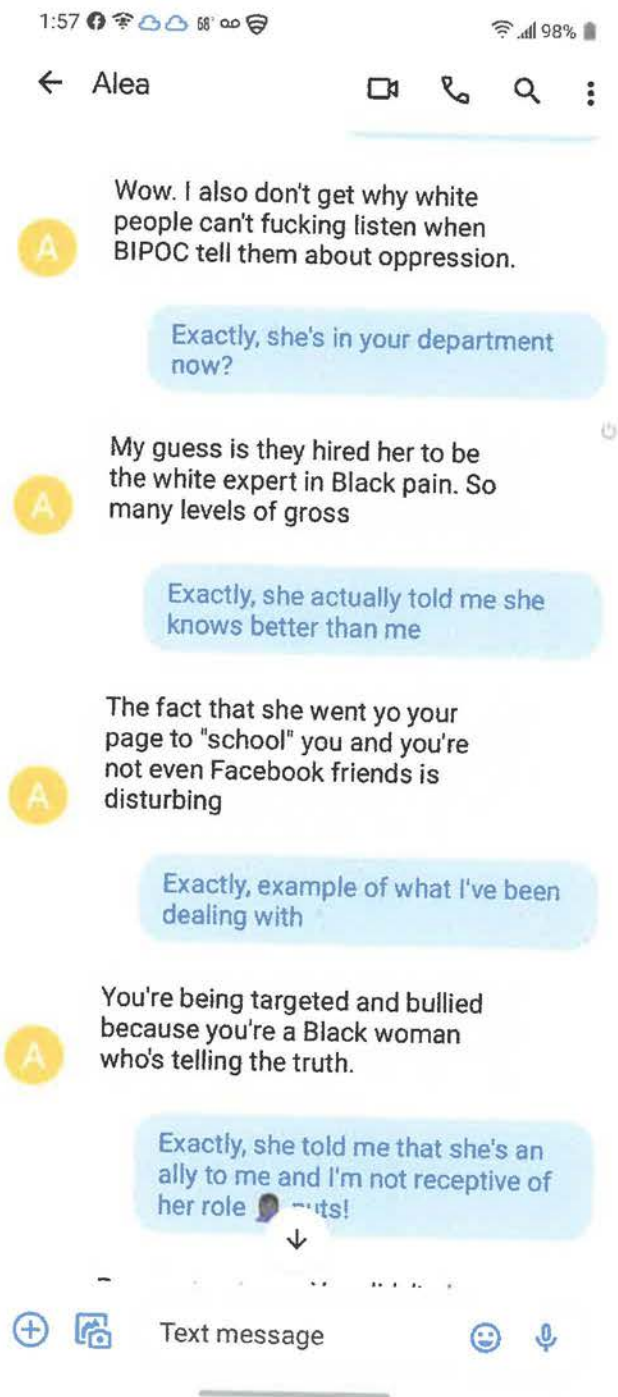 1:57 68°
98%
Alea
Wow. I also don't get why white
people can't fucking listen when
BIPOC tell them about oppression.
A
Exactly, she's in your department
now?
My guess is they hired her to be
the white expert in Black pain. So
many levels of gross
A
Exactly, she actually told me she
knows better than me
The fact that she went yo your
page to "school" you and you're
not even Facebook friends is
disturbing
A
Exactly, example of what I've been
dealing with
You're being targeted and bullied
because you're a Black woman
who's telling the truth.
A
Exactly, she told me that she's an
ally to me and I'm not receptive of
her role
Text message